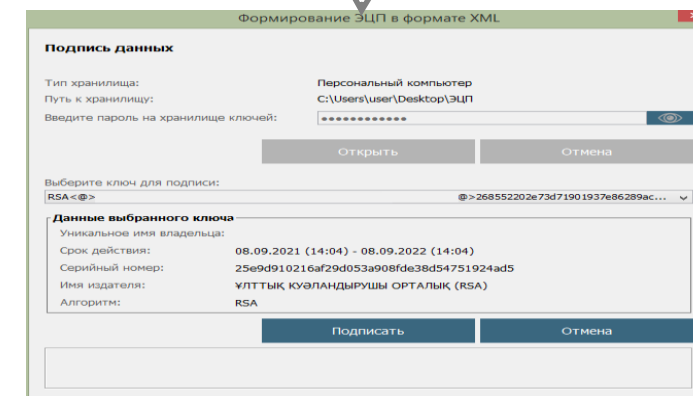 Формирование ЭЦП в формате XML
Подпись данных
Тип хранилища: Персональный компьютер
Путь к хранилищу: C:\Users\user\Desktop\ЭЦП
Введите пароль на хранилище ключей: ●●●●●●●●●●●●
Открыть Отмена
Выберите ключ для подписи:
RSA<@> @>268552202e73d71901937e86289ac...
Данные выбранного ключа
Уникальное имя владельца:
Срок действия: 08.09.2021 (14:04) - 08.09.2022 (14:04)
Серийный номер: 25e9d910216af29d053a908fde38d54751924ad5
Имя издателя: ҰЛТТЫҚ КУӘЛАНДЫРУШЫ ОРТАЛЫҚ (RSA)
Алгоритм: RSA
Подписать Отмена